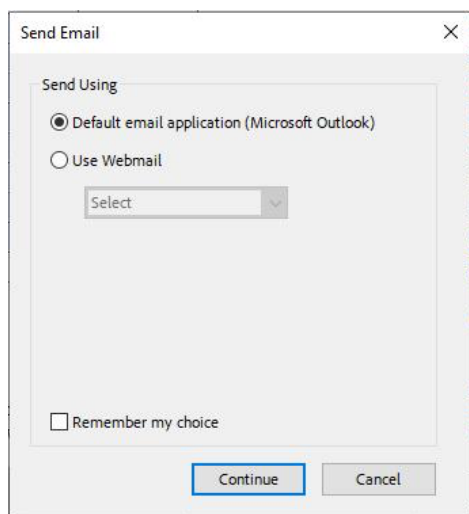 Send Email
Send Using
Default email application (Microsoft Outlook)
Use Webmail
Select
Remember my choice
Continue
Cancel